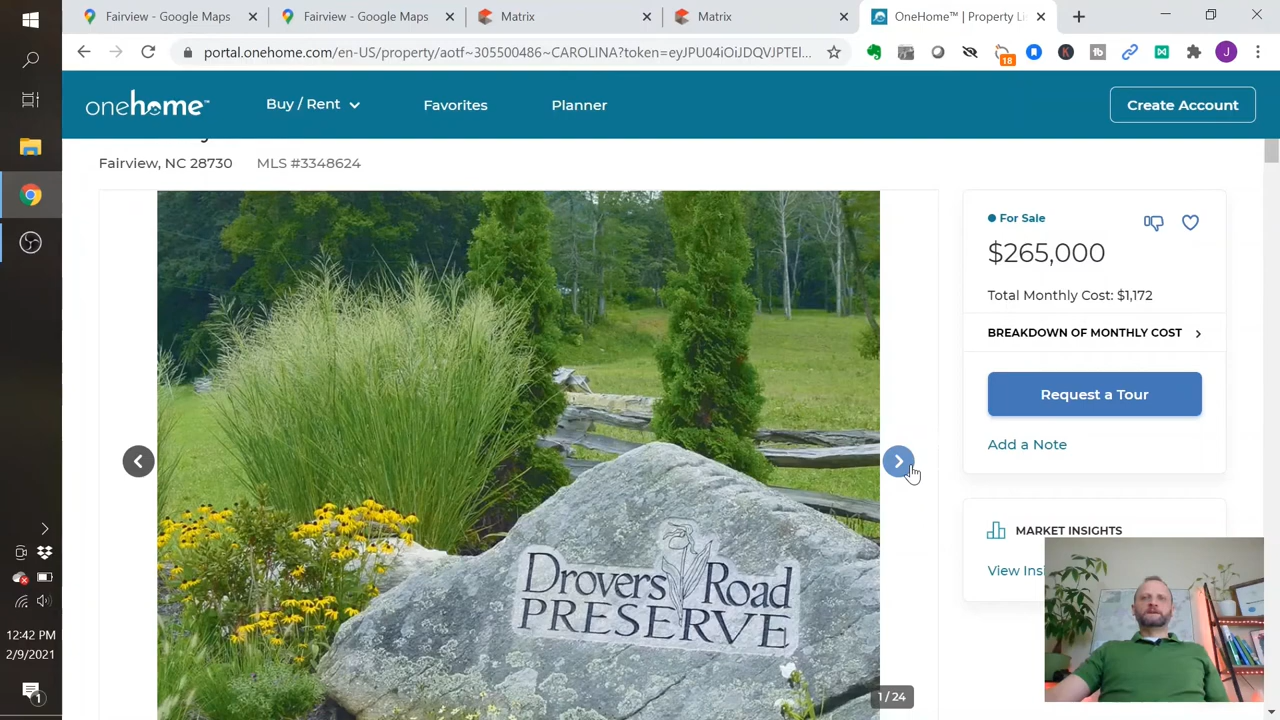 Fairview - Google Maps
Fairview - Google Maps
Matrix
Matrix
OneHome™ | Property Li
portal.onehome.com/en-US/property/aotf~305500486~CAROLINA?token=eyJPU04iOiJDQVJPTEl...
18
J
onehome™
Buy / Rent
Favorites
Planner
Create Account
Fairview, NC 28730
MLS #3348624
For Sale
$265,000
Total Monthly Cost: $1,172
BREAKDOWN OF MONTHLY COST
Request a Tour
Add a Note
MARKET INSIGHTS
View Insi
Drovers Road
PRESERVE
1 / 24
12:42 PM
2/9/2021
1